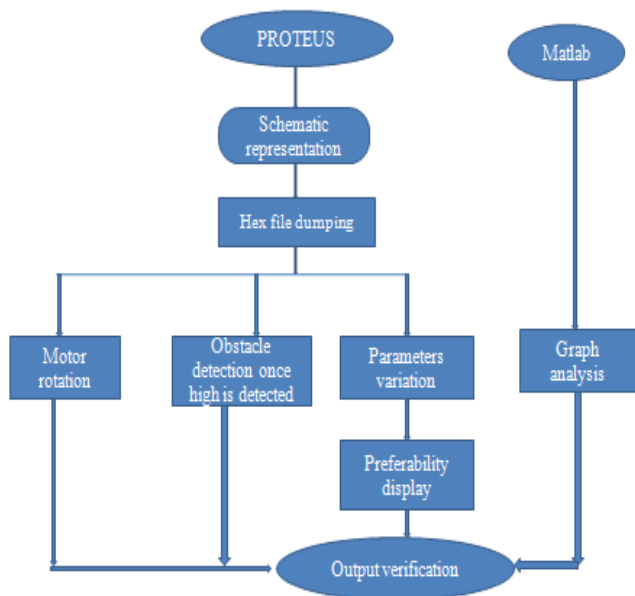 PROTEUS
Matlab
Schematic
representation
Hex file dumping
Motor
rotation
Obstacle
detection once
high is detected
Parameters
variation
Graph
analysis
Preferability
display
Output verification